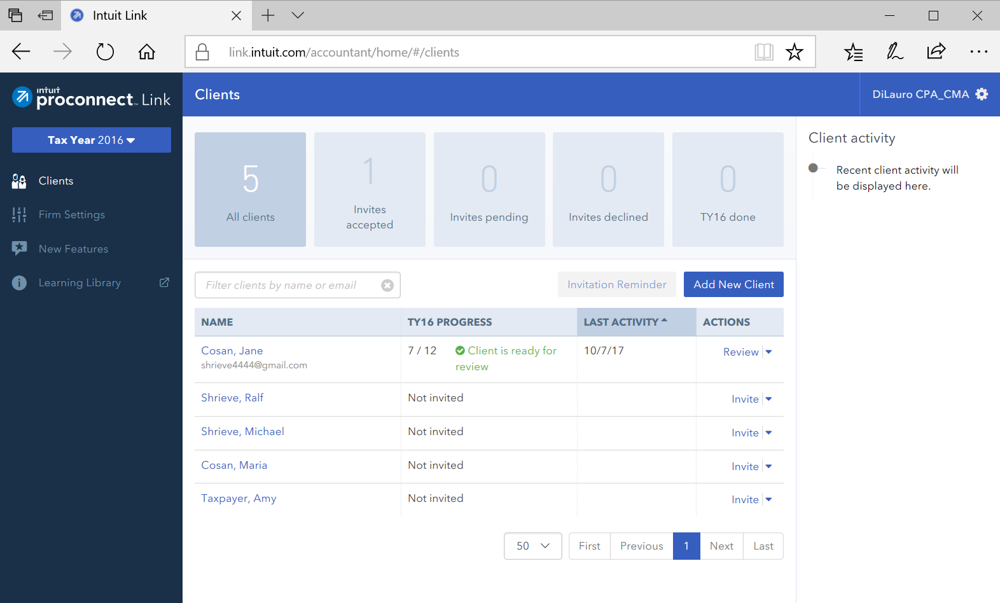 Intuit Link
link.intuit.com/accountant/home/#/clients
ıntuıt
proconnect™ Link
Clients
DiLauro CPA_CMA
Tax Year 2016
Clients
Firm Settings
New Features
Learning Library
5
All clients
1
Invites
accepted
0
Invites pending
0
Invites declined
0
TY16 done
Client activity
Recent client activity will
be displayed here.
Filter clients by name or email
Invitation Reminder
Add New Client
NAME TY16 PROGRESS LAST ACTIVITY ACTIONS
Cosan, Jane 7 / 12 Client is ready for 10/7/17 Review
shrieve4444@gmail.com review
Shrieve, Ralf Not invited Invite
Shrieve, Michael Not invited Invite
Cosan, Maria Not invited Invite
Taxpayer, Amy Not invited Invite
50 First Previous 1 Next Last